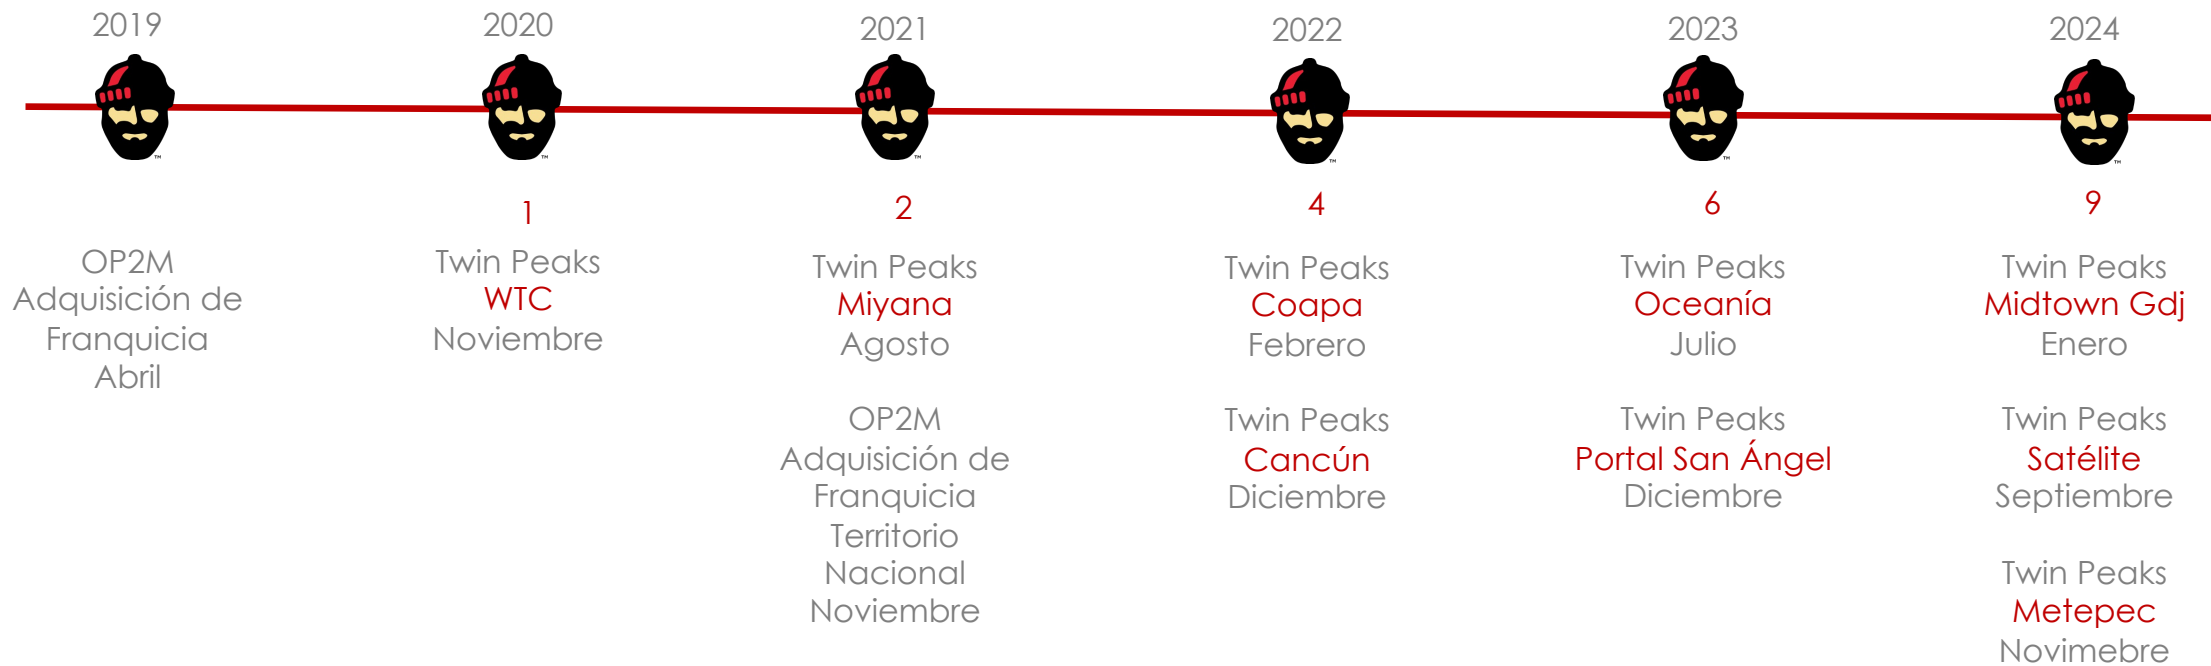 2019
OP2M
Adquisición de
Franquicia
Abril
2020
1
Twin Peaks
WTC
Noviembre
2021
2
Twin Peaks
Miyana
Agosto
OP2M
Adquisición de
Franquicia
Territorio
Nacional
Noviembre
2022
4
Twin Peaks
Coapa
Febrero
Twin Peaks
Cancún
Diciembre
2023
6
Twin Peaks
Oceanía
Julio
Twin Peaks
Portal San Ángel
Diciembre
2024
9
Twin Peaks
Midtown Gdj
Enero
Twin Peaks
Satélite
Septiembre
Twin Peaks
Metepec
Novimebre